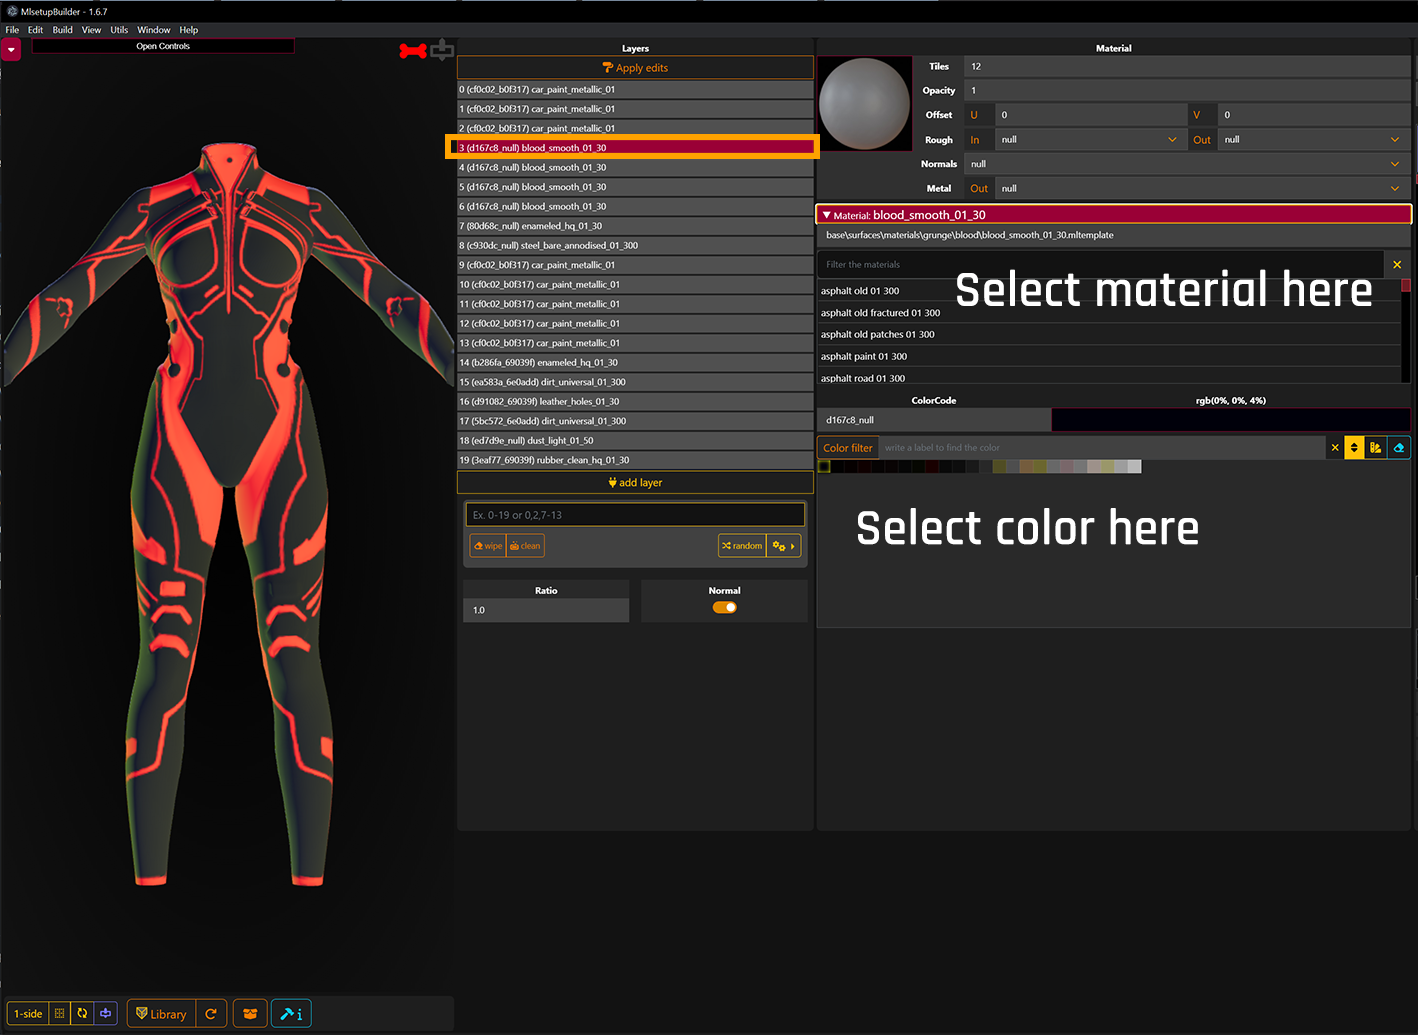 MlsetupBuilder - 1.6.7
File Edit Build View Utils Window Help
Open Controls
Layers
Apply edits
0 (cf0c02_b0f317) car_paint_metallic_01
1 (cf0c02_b0f317) car_paint_metallic_01
2 (cf0c02_b0f317) car_paint_metallic_01
3 (d167c8_null) blood_smooth_01_30
4 (d167c8_null) blood_smooth_01_30
5 (d167c8_null) blood_smooth_01_30
6 (d167c8_null) blood_smooth_01_30
7 (80d68c_null) enameled_hq_01_30
8 (c930dc_null) steel_bare_annodised_01_300
9 (cf0c02_b0f317) car_paint_metallic_01
10 (cf0c02_b0f317) car_paint_metallic_01
11 (cf0c02_b0f317) car_paint_metallic_01
12 (cf0c02_b0f317) car_paint_metallic_01
13 (cf0c02_b0f317) car_paint_metallic_01
14 (b286fa_69039f) enameled_hq_01_30
15 (ea583a_6e0add) dirt_universal_01_300
16 (d91082_69039f) leather_holes_01_30
17 (5bc572_6e0add) dirt_universal_01_300
18 (ed7d9e_null) dust_light_01_50
19 (3eaf77_69039f) rubber_clean_hq_01_30
add layer
Ex. 0-19 or 0,2,7-13
wipe clean random
Ratio
1.0
Normal
Material
Tiles 12
Opacity 1
Offset U 0 V 0
Rough In null Out null
Normals null
Metal Out null
Material: blood_smooth_01_30
base\surfaces\materials\grunge\blood\blood_smooth_01_30.mltemplate
Filter the materials
Select material here
asphalt old 01 300
asphalt old fractured 01 300
asphalt old patches 01 300
asphalt paint 01 300
asphalt road 01 300
ColorCode rgb(0%, 0%, 4%)
d167c8_null
Color filter write a label to find the color
Select color here
1-side Library i